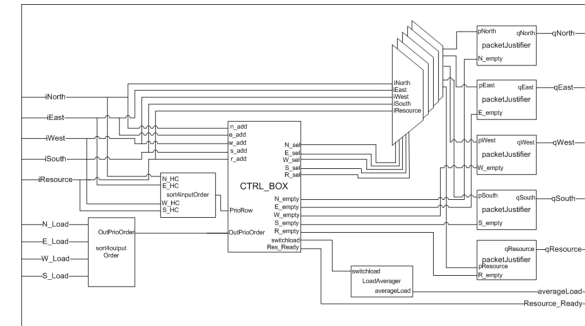 iNorth
iEast
iWest
iSouth
iResource
N_Load
E_Load
W_Load
S_Load
OutPrioOrder
sort4output
Order
N_HC
E_HC
sort4inputOrder
W_HC
S_HC
n_add
e_add
w_add
s_add
r_add
CTRL_BOX
PrioRow
OutPrioOrder
N_sel
E_sel
W_sel
S_sel
R_sel
N_empty
E_empty
W_empty
S_empty
R_empty
switchload
Res_Ready
iNorth
iEast
iWest
iSouth
iResource
switchload
LoadAverager
averageLoad
pNorth
qNorth
packetJustifier
N_empty
qNorth
pEast
qEast
packetJustifier
E_empty
qEast
pWest
qWest
packetJustifier
W_empty
qWest
pSouth
qSouth
packetJustifier
S_empty
qSouth
qResource
packetJustifier
pResource
R_empty
qResource
averageLoad
Resource_Ready